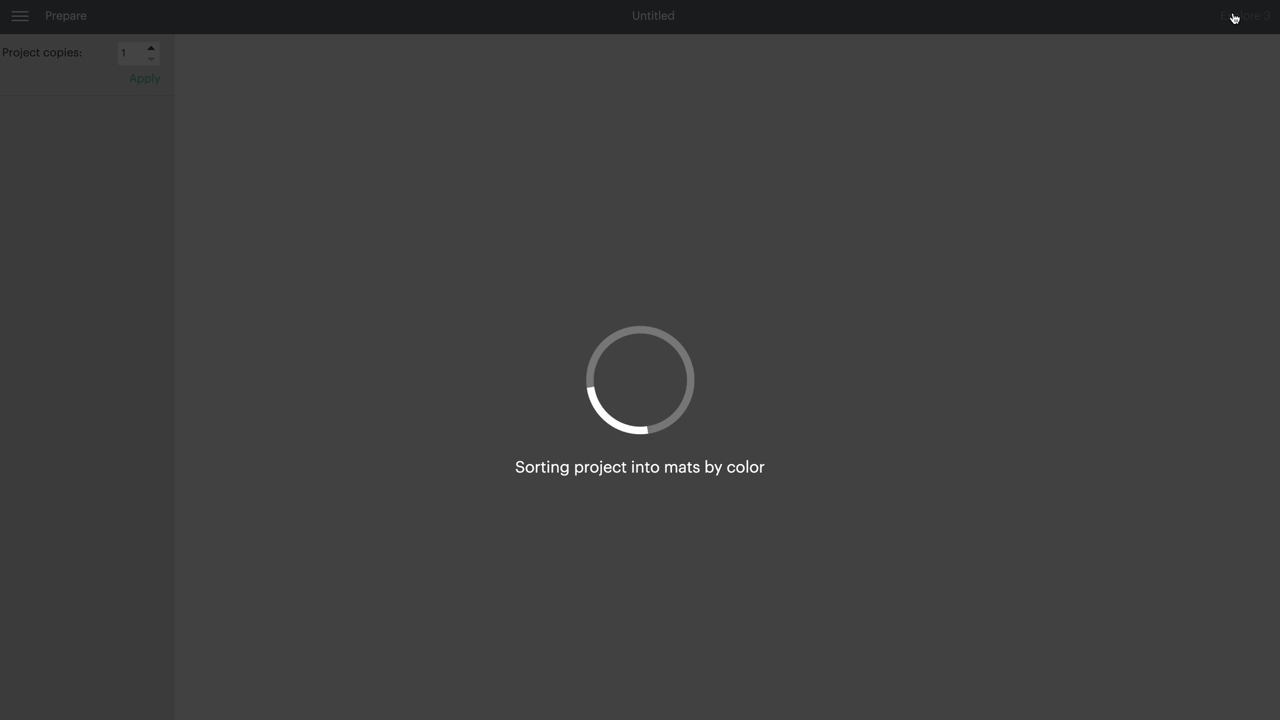 Prepare
Untitled
Project copies:
1
Apply
Sorting project into mats by color